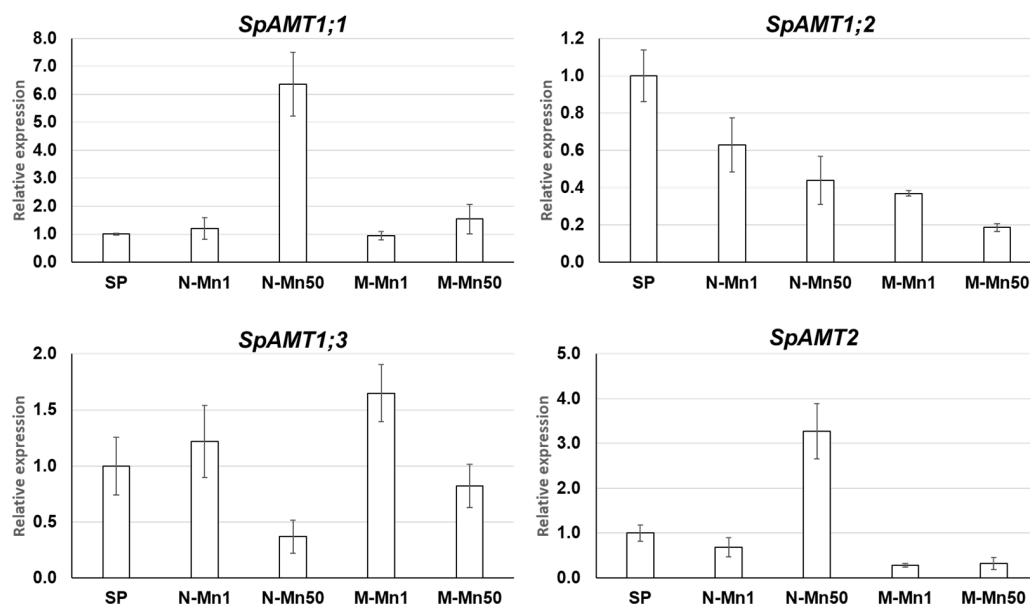 SpAMT1;1
Relative expression
8.0
7.0
6.0
5.0
4.0
3.0
2.0
1.0
0.0
SP N-Mn1 N-Mn50 M-Mn1 M-Mn50
SpAMT1;2
Relative expression
1.2
1.0
0.8
0.6
0.4
0.2
0.0
SP N-Mn1 N-Mn50 M-Mn1 M-Mn50
SpAMT1;3
Relative expression
2.0
1.5
1.0
0.5
0.0
SP N-Mn1 N-Mn50 M-Mn1 M-Mn50
SpAMT2
Relative expression
5.0
4.0
3.0
2.0
1.0
0.0
SP N-Mn1 N-Mn50 M-Mn1 M-Mn50